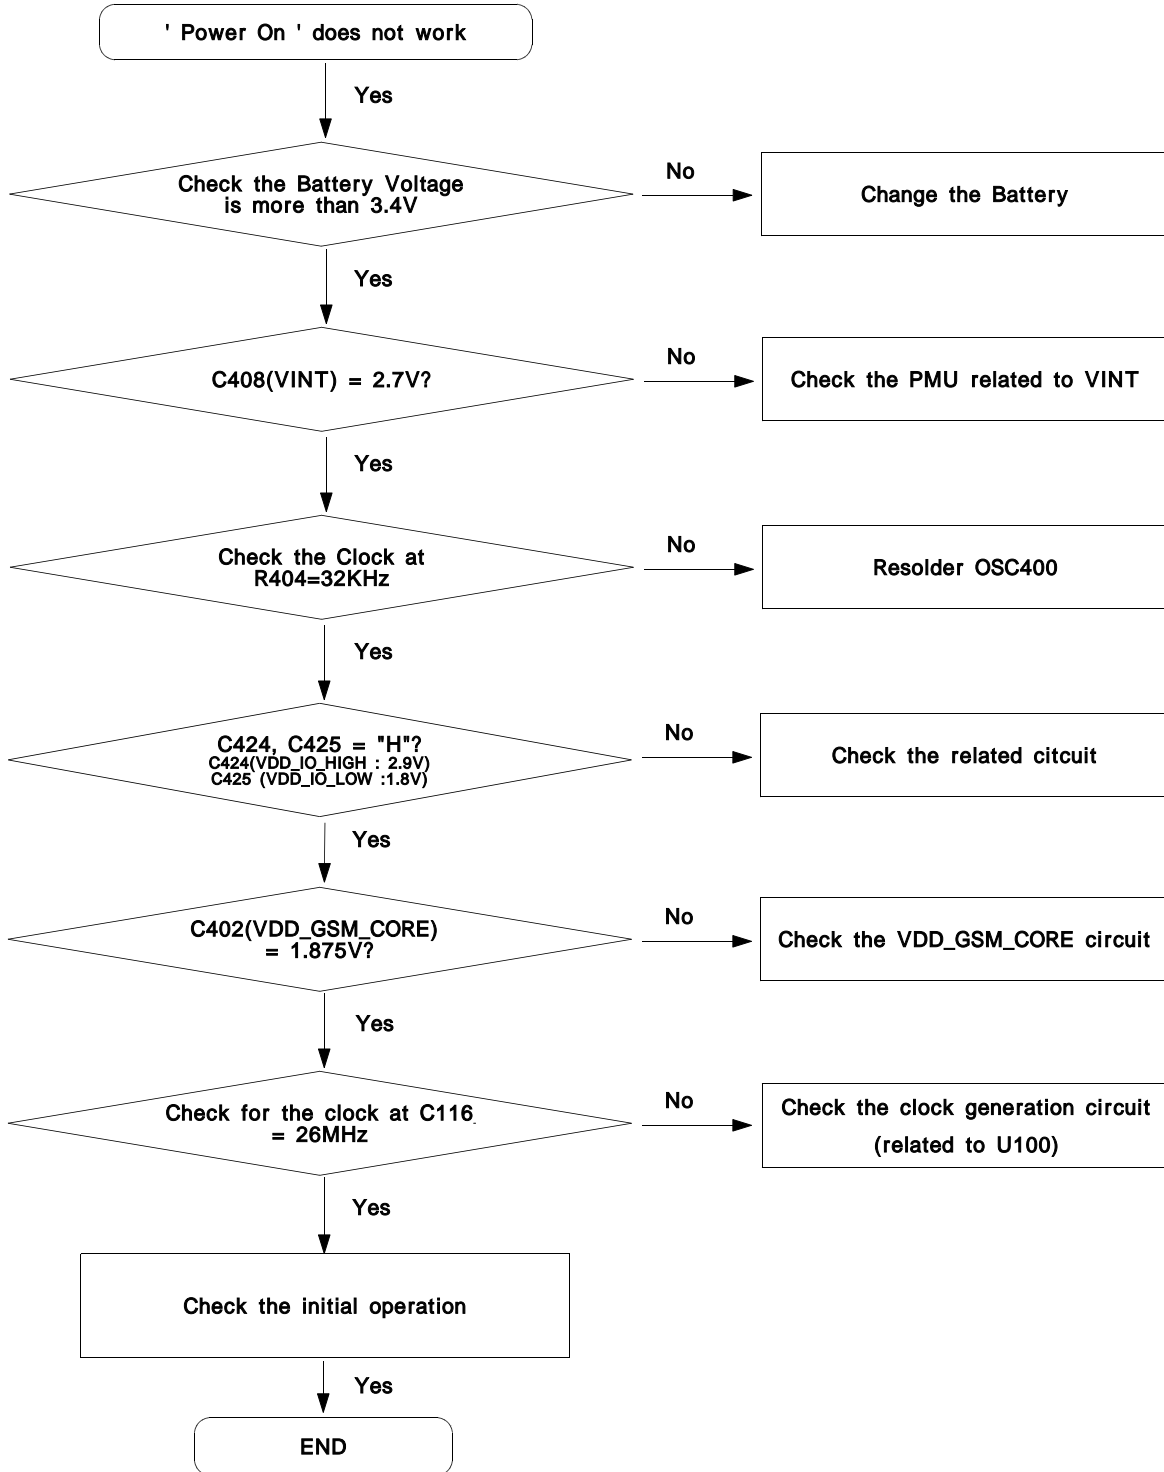 ' Power On ' does not work
Yes
Check the Battery Voltage
is more than 3.4V
No
Change the Battery
Yes
C408(VINT) = 2.7V?
No
Check the PMU related to VINT
Yes
Check the Clock at
R404=32KHz
No
Resolder OSC400
Yes
C424, C425 = "H"?
C424(VDD_IO_HIGH : 2.9V)
C425 (VDD_IO_LOW :1.8V)
No
Check the related citcuit
Yes
C402(VDD_GSM_CORE)
= 1.875V?
No
Check the VDD_GSM_CORE circuit
Yes
Check for the clock at C116
= 26MHz
No
Check the clock generation circuit
(related to U100)
Yes
Check the initial operation
Yes
END